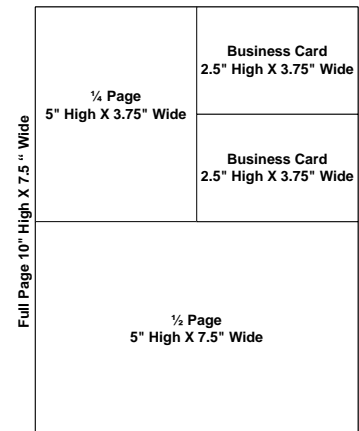 Full Page 10" High X 7.5 “ Wide
¼ Page
5" High X 3.75" Wide
Business Card
2.5" High X 3.75" Wide
Business Card
2.5" High X 3.75" Wide
½ Page
5" High X 7.5" Wide